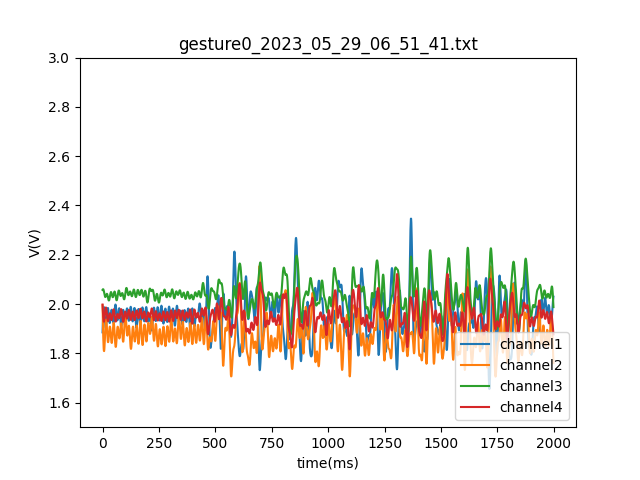 gesture0_2023_05_29_06_51_41.txt
3.0
2.8
2.6
2.4
2.2
2.0
1.8
1.6
V(V)
channel1
channel2
channel3
channel4
0 250 500 750 1000 1250 1500 1750 2000
time(ms)